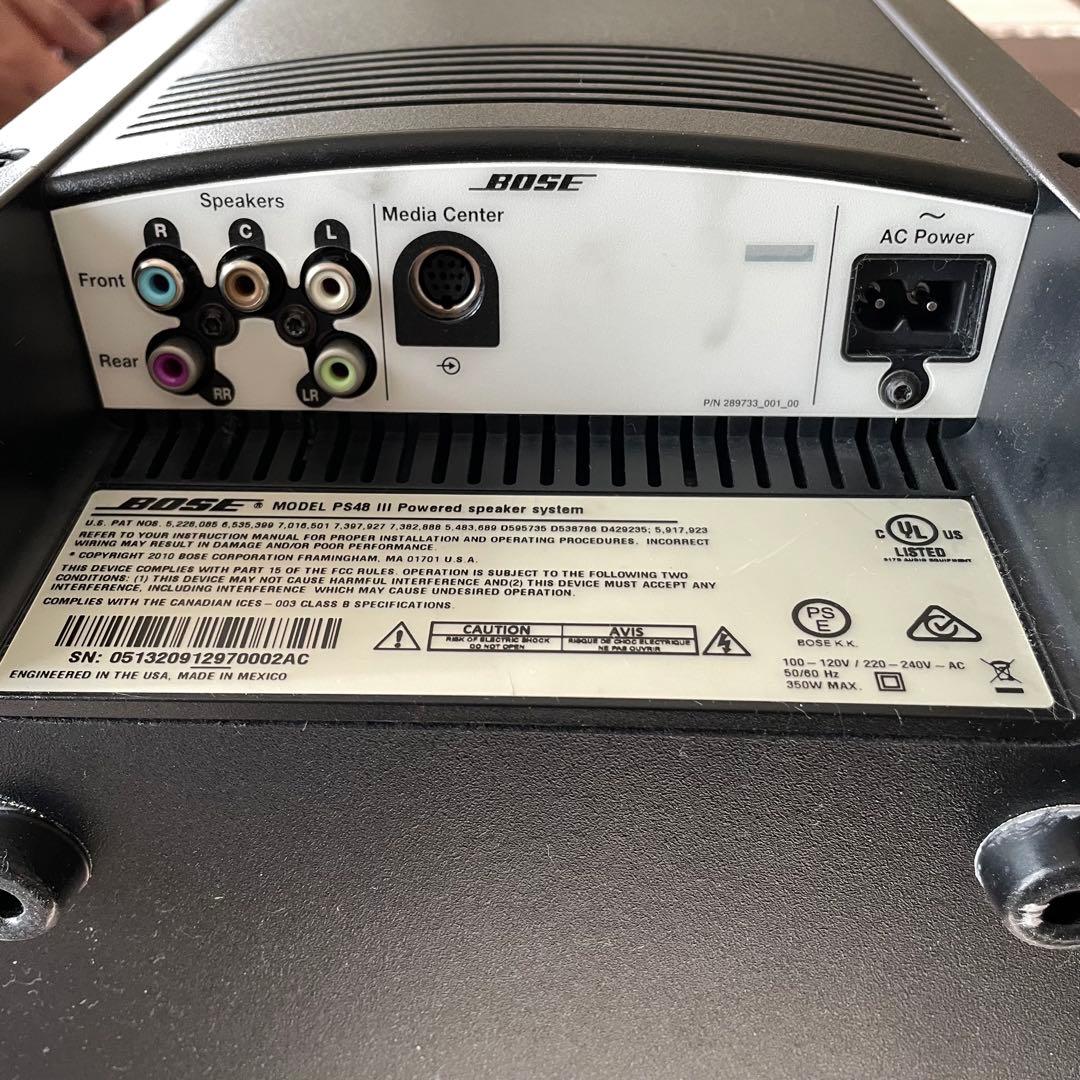 BOSE
Speakers
R C L
Front
Rear
RR LR
Media Center
AC Power
P/N 289733_001_00
BOSE ® MODEL PS48 III Powered speaker system
U.S. PAT NOS. 5,228,085 6,535,399 7,016,501 7,397,927 7,382,888 5,483,689 D595735 D538786 D429235; 5,917,923
REFER TO YOUR INSTRUCTION MANUAL FOR PROPER INSTALLATION AND OPERATING PROCEDURES. INCORRECT
WIRING MAY RESULT IN DAMAGE AND/OR POOR PERFORMANCE.
* COPYRIGHT 2010 BOSE CORPORATION FRAMINGHAM, MA 01701 U.S.A.
THIS DEVICE COMPLIES WITH PART 15 OF THE FCC RULES. OPERATION IS SUBJECT TO THE FOLLOWING TWO
CONDITIONS: (1) THIS DEVICE MAY NOT CAUSE HARMFUL INTERFERENCE AND(2) THIS DEVICE MUST ACCEPT ANY
INTERFERENCE, INCLUDING INTERFERENCE WHICH MAY CAUSE UNDESIRED OPERATION.
COMPLIES WITH THE CANADIAN ICES - 003 CLASS B SPECIFICATIONS.
SN: 051320912970002AC
ENGINEERED IN THE USA, MADE IN MEXICO
CAUTION
RISK OF ELECTRIC SHOCK
DO NOT OPEN
AVIS
RISQUE DE CHOC ELECTRIQUE
NE PAS OUVRIR
C UL US
LISTED
9178 AUDIO EQUIPMENT
PS
E
BOSE K.K.
100-120V / 220-240V ~ AC
50/60 Hz
350W MAX.